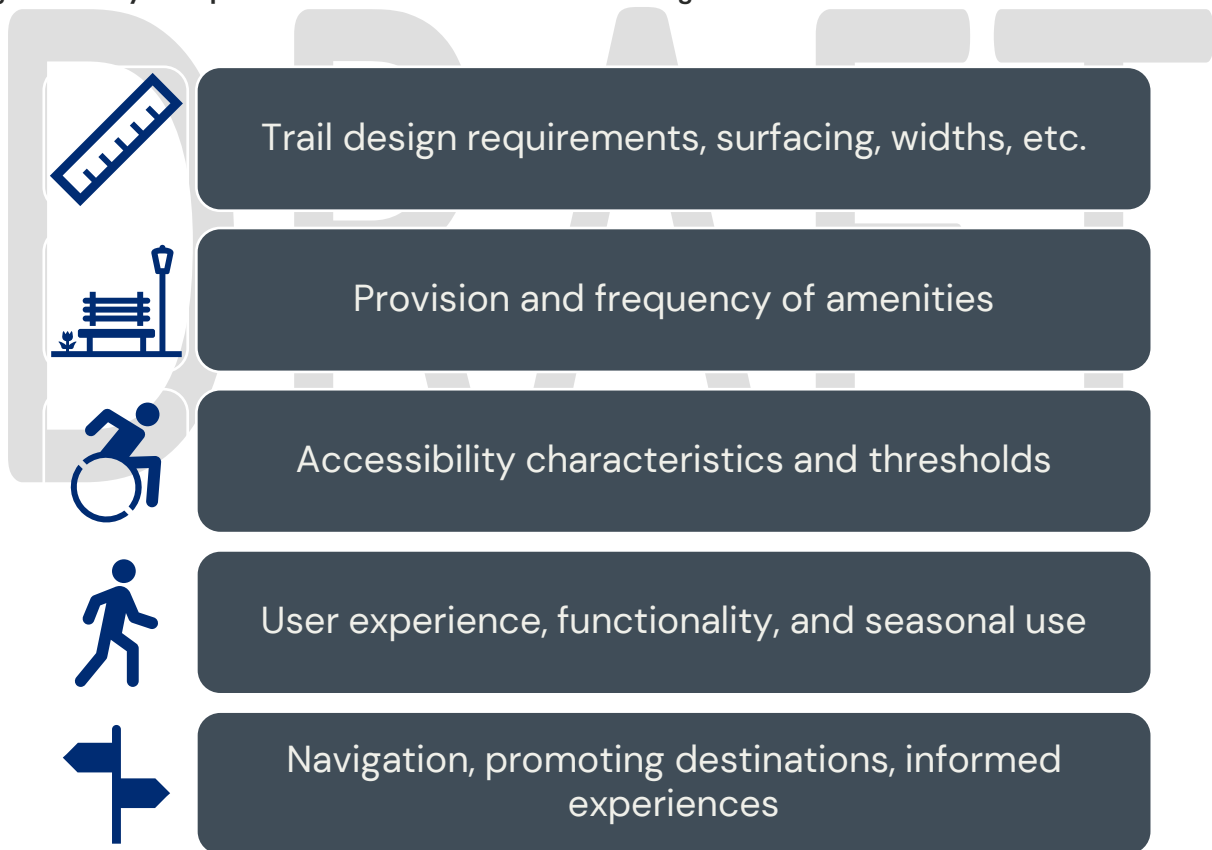 DRAFT
Trail design requirements, surfacing, widths, etc.
Provision and frequency of amenities
Accessibility characteristics and thresholds
User experience, functionality, and seasonal use
Navigation, promoting destinations, informed
experiences